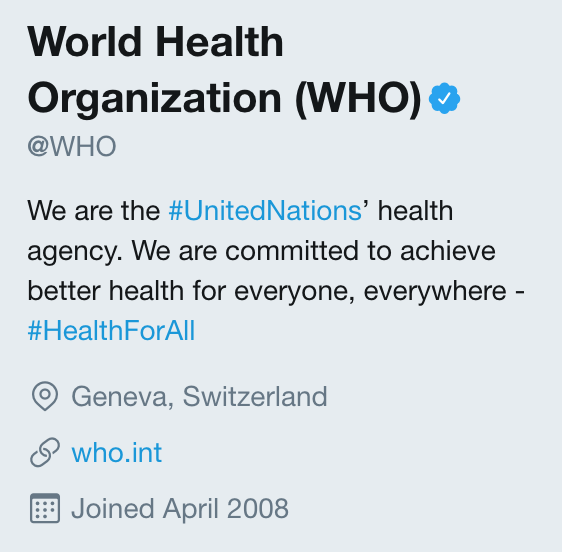 World Health
Organization (WHO)
@WHO
We are the #UnitedNations’ health
agency. We are committed to achieve
better health for everyone, everywhere -
#HealthForAll
Geneva, Switzerland
who.int
Joined April 2008